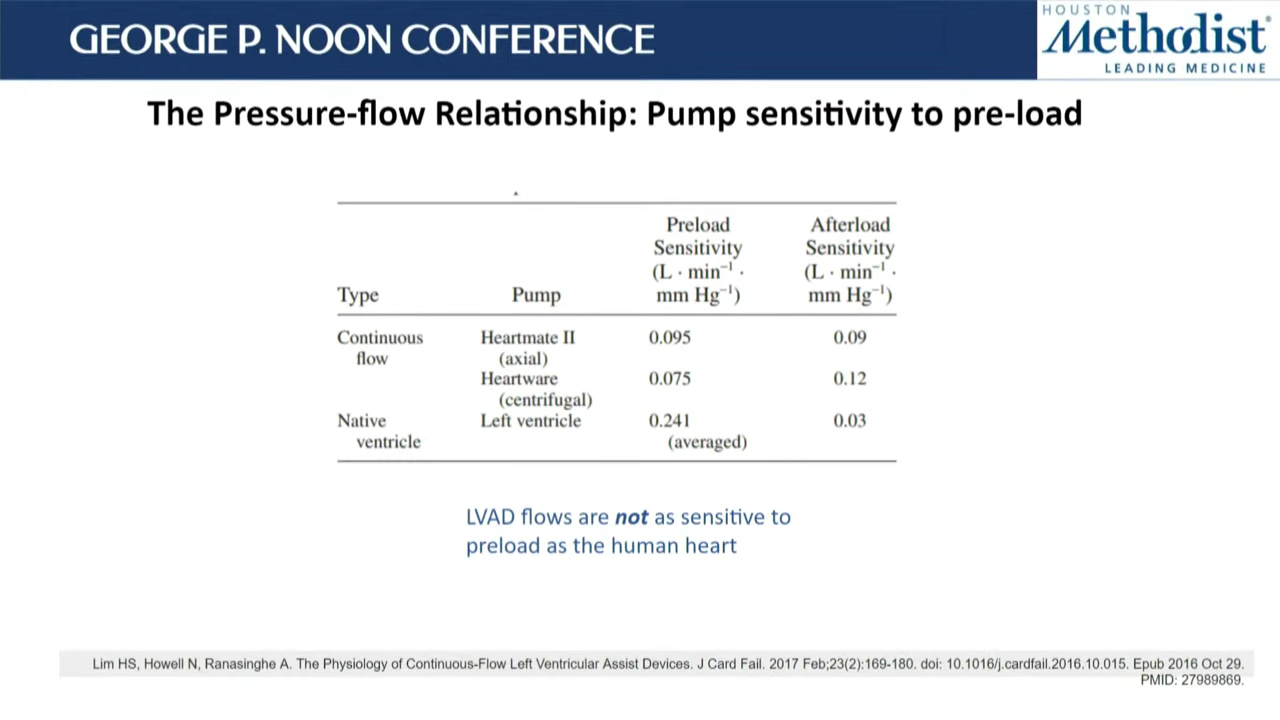 GEORGE P. NOON CONFERENCE
HOUSTON
Methodist®
LEADING MEDICINE
The Pressure-flow Relationship: Pump sensitivity to pre-load
Preload Afterload
Sensitivity Sensitivity
(L · min⁻¹ · (L · min⁻¹ ·
Type Pump mm Hg⁻¹) mm Hg⁻¹)
Continuous Heartmate II 0.095 0.09
flow (axial)
Heartware 0.075 0.12
(centrifugal)
Native Left ventricle 0.241 0.03
ventricle (averaged)
LVAD flows are not as sensitive to
preload as the human heart
Lim HS, Howell N, Ranasinghe A. The Physiology of Continuous-Flow Left Ventricular Assist Devices. J Card Fail. 2017 Feb;23(2):169-180. doi: 10.1016/j.cardfail.2016.10.015. Epub 2016 Oct 29.
PMID: 27989869.